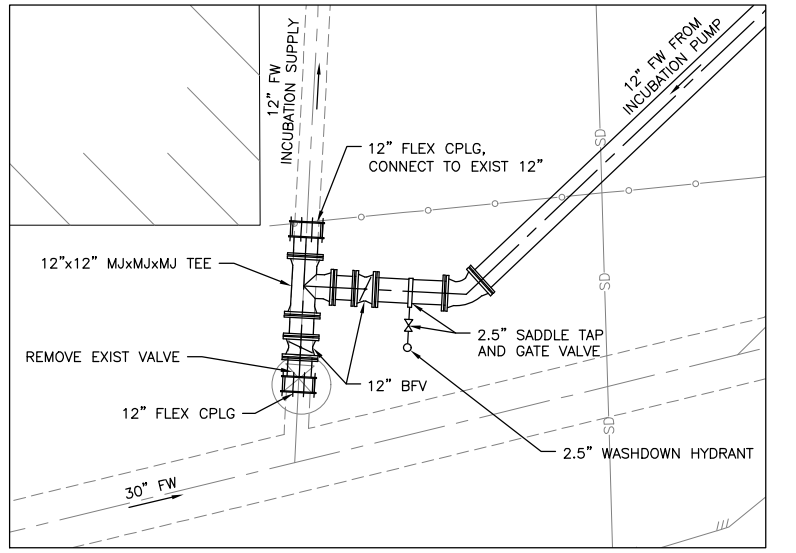 12" FW
INCUBATION SUPPLY
12" FW FROM
INCUBATION PUMP
SD
12" FLEX CPLG,
CONNECT TO EXIST 12"
12"x12" MJxMJxMJ TEE
SD
2.5" SADDLE TAP
AND GATE VALVE
REMOVE EXIST VALVE
12" BFV
12" FLEX CPLG
SD
2.5" WASHDOWN HYDRANT
30" FW